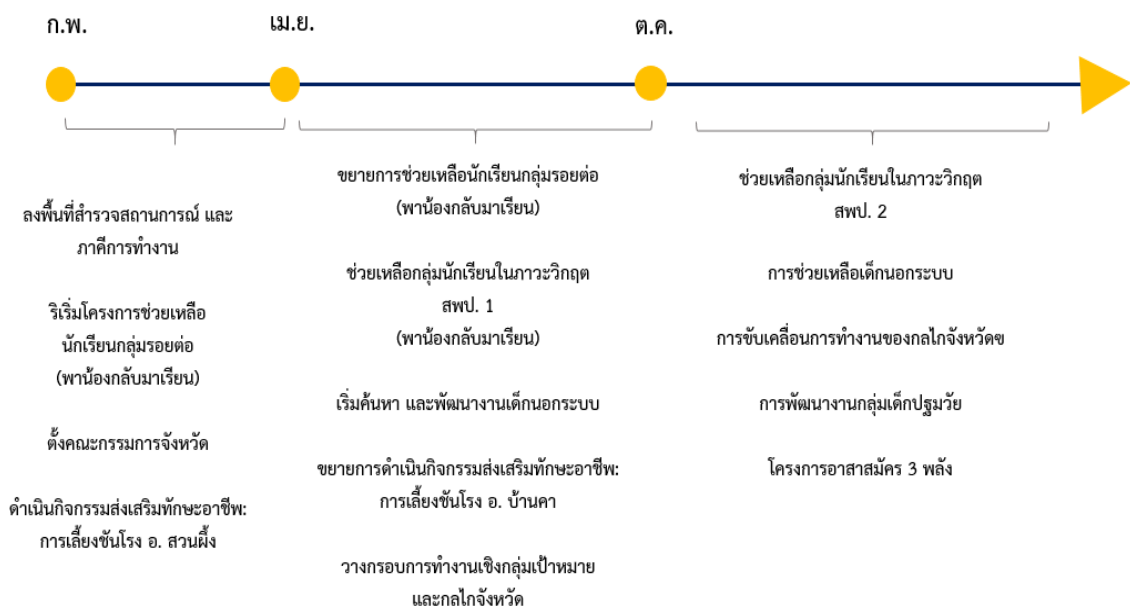 ก.พ.
เม.ย.
ต.ค.
ลงพื้นที่สำรวจสถานการณ์ และ
ภาคีการทำงาน
ริเริ่มโครงการช่วยเหลือ
นักเรียนกลุ่มรอยต่อ
(พาน้องกลับมาเรียน)
ตั้งคณะกรรมการจังหวัด
ดำเนินกิจกรรมส่งเสริมทักษะอาชีพ:
การเลี้ยงชันโรง อ. สวนผึ้ง
ขยายการช่วยเหลือนักเรียนกลุ่มรอยต่อ
(พาน้องกลับมาเรียน)
ช่วยเหลือกลุ่มนักเรียนในภาวะวิกฤต
สพป. 1
(พาน้องกลับมาเรียน)
เริ่มค้นหา และพัฒนางานเด็กนอกระบบ
ขยายการดำเนินกิจกรรมส่งเสริมทักษะอาชีพ:
การเลี้ยงชันโรง อ. บ้านคา
วางกรอบการทำงานเชิงกลุ่มเป้าหมาย
และกลไกจังหวัด
ช่วยเหลือกลุ่มนักเรียนในภาวะวิกฤต
สพป. 2
การช่วยเหลือเด็กนอกระบบ
การขับเคลื่อนการทำงานของกลไกจังหวัดฃ
การพัฒนางานกลุ่มเด็กปฐมวัย
โครงการอาสาสมัคร 3 พลัง